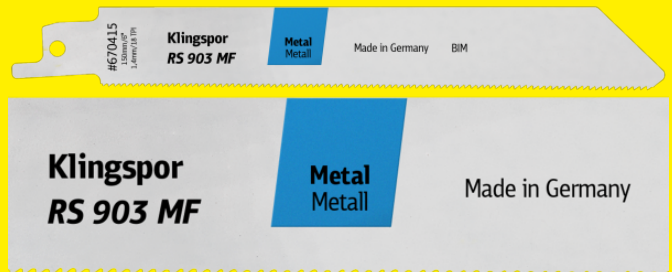 #670415
150mm/6"
1,4mm/18 TPI
Klingspor
RS 903 MF
Metal
Metall
Made in Germany
BIM
Klingspor
RS 903 MF
Metal
Metall
Made in Germany